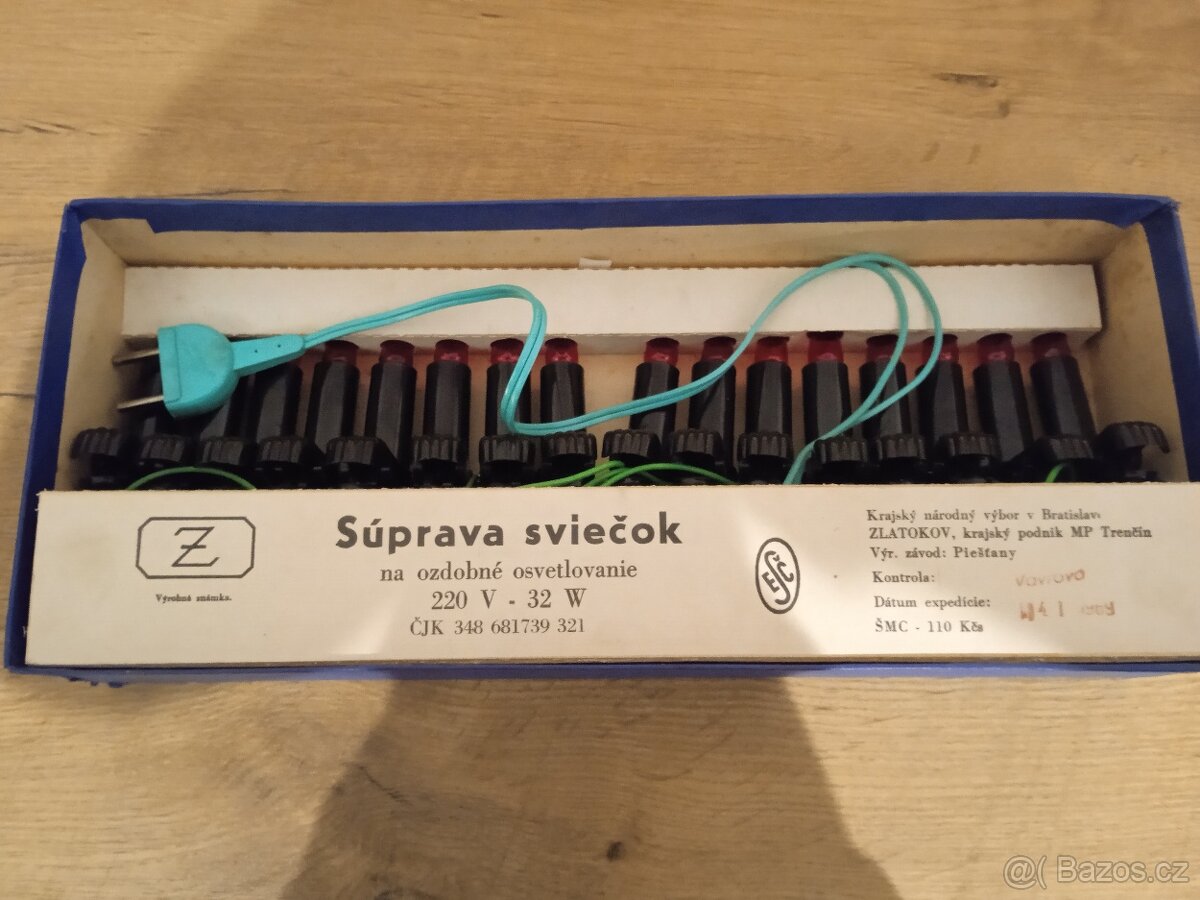 Z
Výrobná známka.
Súprava sviečok
na ozdobné osvetlovanie
220 V - 32 W
ČJK 348 681739 321
ESČ
Krajský národný výbor v Bratislave
ZLATOKOV, krajský podnik MP Trenčín
Výr. závod: Piešťany
Kontrola:
Dátum expedície:
ŠMC - 110 Kčs
@( Bazos.cz